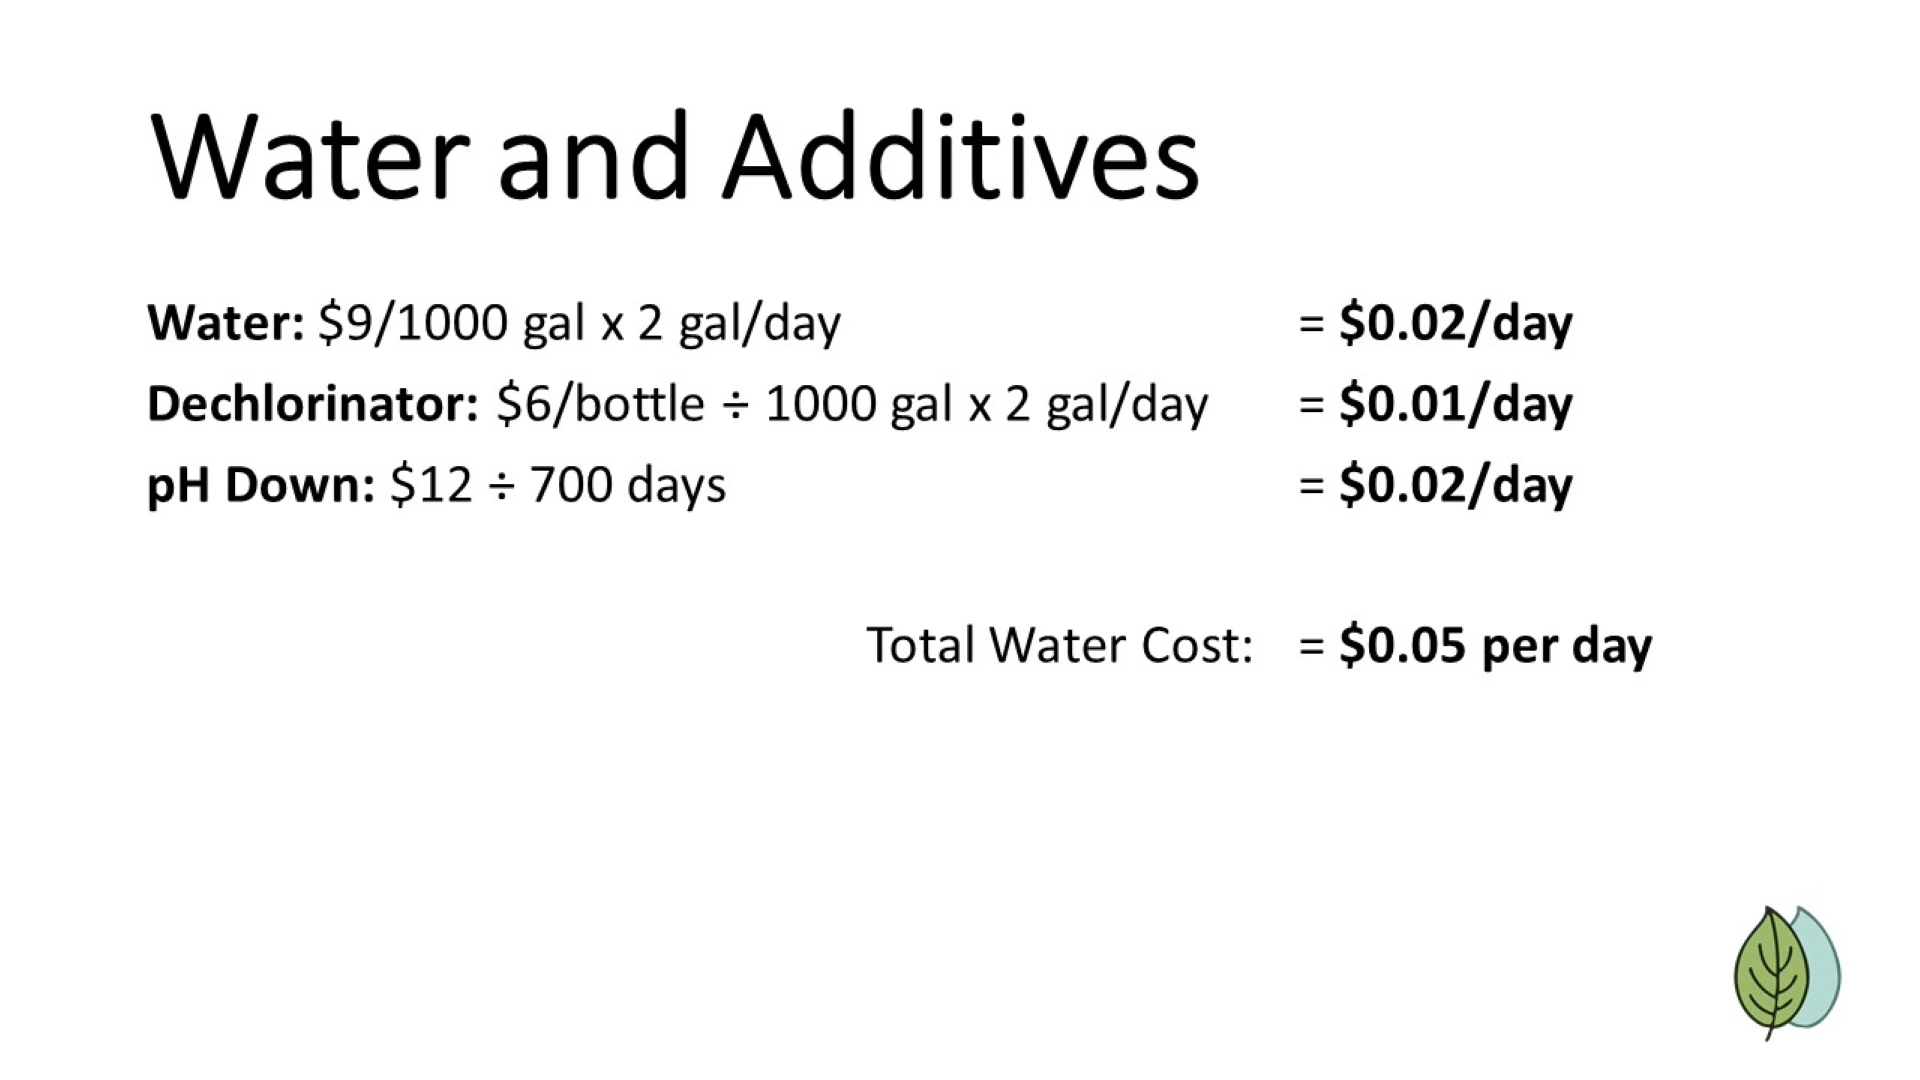 Water and Additives
Water: $9/1000 gal x 2 gal/day = $0.02/day
Dechlorinator: $6/bottle ÷ 1000 gal x 2 gal/day = $0.01/day
pH Down: $12 ÷ 700 days = $0.02/day
Total Water Cost: = $0.05 per day